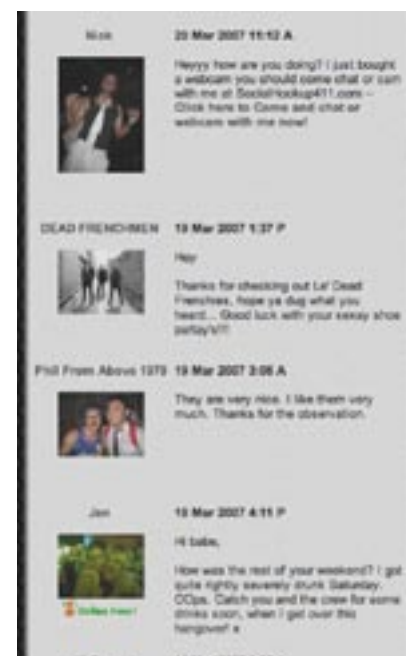 Nick
20 Mar 2007 11:12 A
Heyyy how are you doing? I just bought
a webcam you should come chat or cam
with me at SocialHookup411.com –
Click here to Come and chat or
webcam with me now!
DEAD FRENCHMEN
19 Mar 2007 1:37 P
Hey
Thanks for checking out Le' Dead
Frenchies, hope ya dug what you
heard... Good luck with your sexay shoe
partay's!!!
Phill From Above 1979
19 Mar 2007 3:06 A
They are very nice. I like them very
much. Thanks for the observation.
Jen
18 Mar 2007 4:11 P
Hi babe,
How was the rest of your weekend? I got
quite rightly severely drunk Saturday.
OOps. Catch you and the crew for some
drinks soon, when I get over this
hangover! x
Online Now!